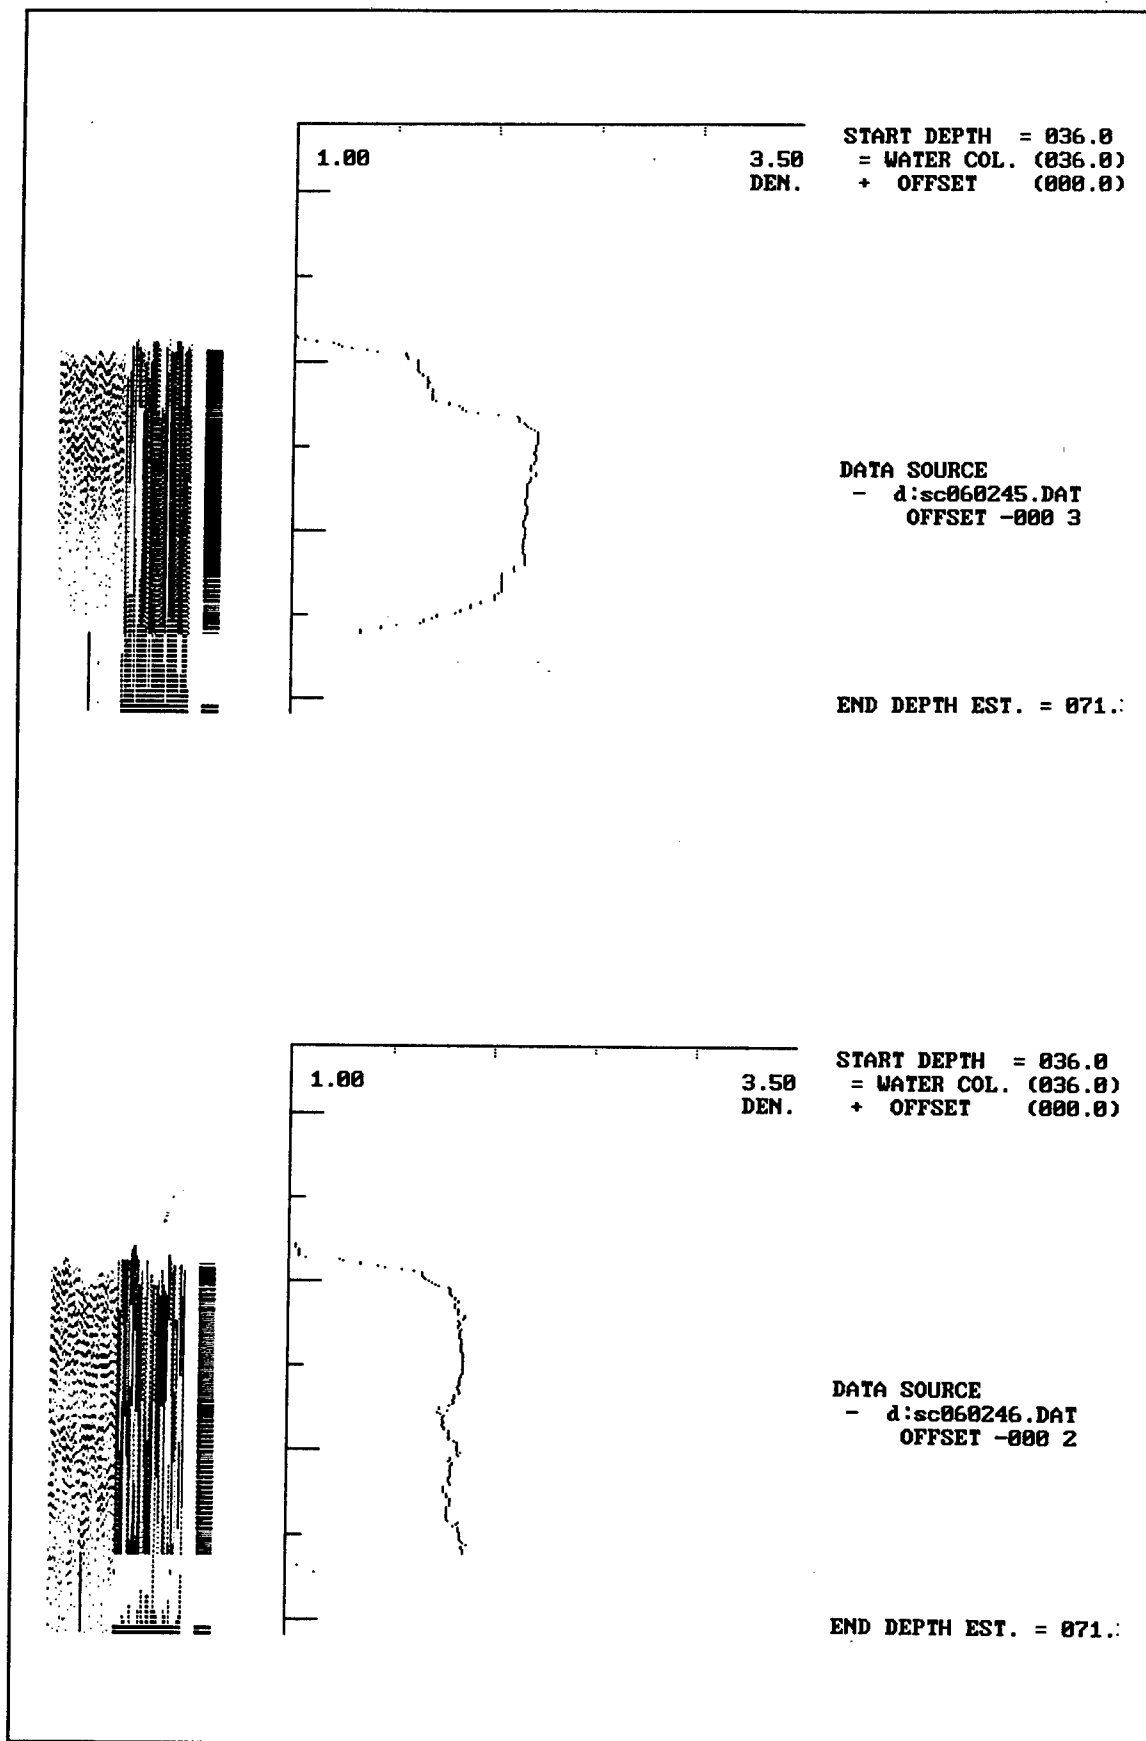 1.00
3.50
DEN.
START DEPTH = 036.0
= WATER COL. (036.0)
+ OFFSET (000.0)
DATA SOURCE
- d:sc060245.DAT
OFFSET -000 3
END DEPTH EST. = 071.
1.00
3.50
DEN.
START DEPTH = 036.0
= WATER COL. (036.0)
+ OFFSET (000.0)
DATA SOURCE
- d:sc060246.DAT
OFFSET -000 2
END DEPTH EST. = 071.